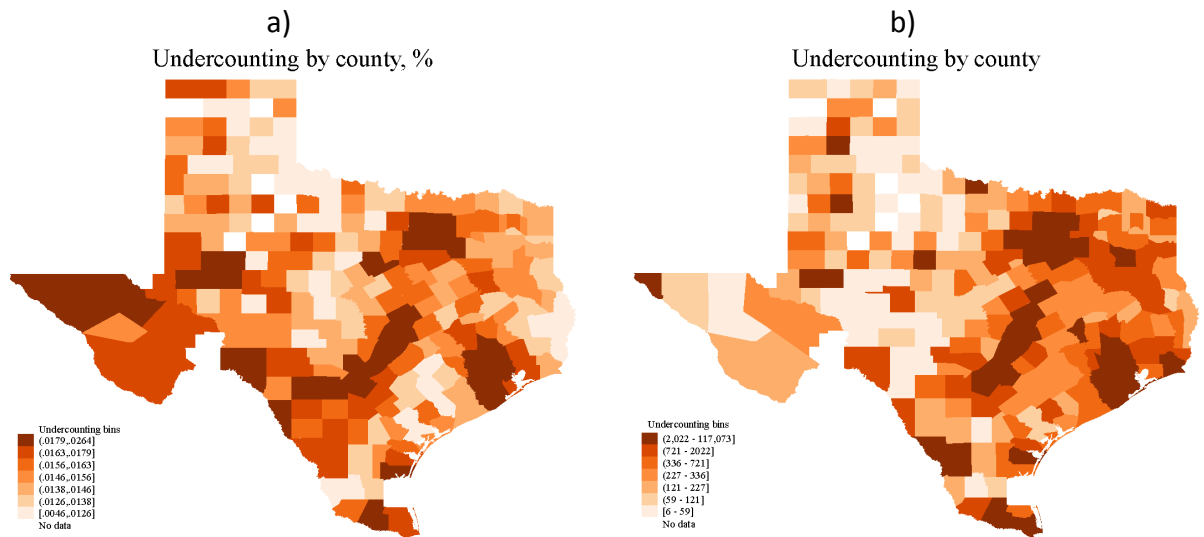 a)
Undercounting by county, %
Undercounting bins
(.0179,.0264]
(.0163,.0179]
(.0156,.0163]
(.0146,.0156]
(.0138,.0146]
(.0126,.0138]
[.0046,.0126]
No data
b)
Undercounting by county
Undercounting bins
(2,022 - 117,073]
(721 - 2022]
(336 - 721]
(227 - 336]
(121 - 227]
(59 - 121]
[6 - 59]
No data